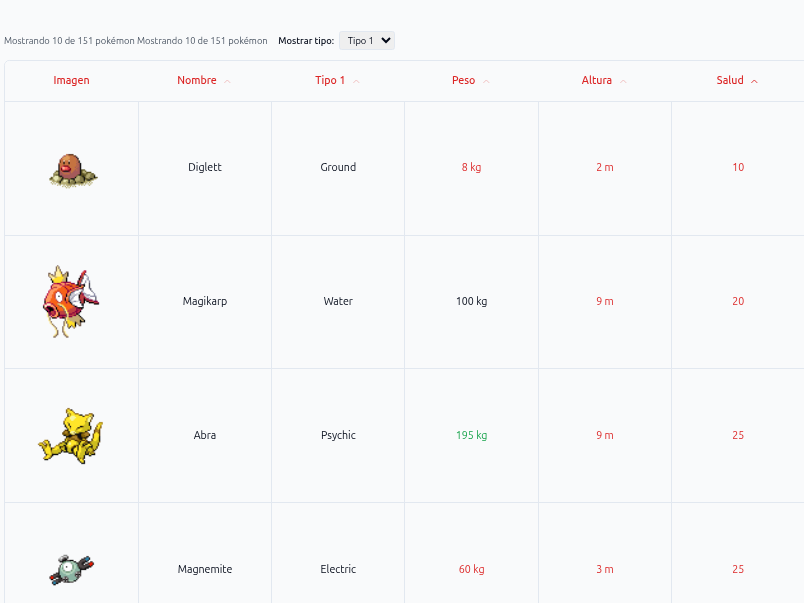 Mostrando 10 de 151 pokémon Mostrando 10 de 151 pokémon Mostrar tipo: Tipo 1
Imagen Nombre Tipo 1 Peso Altura Salud
Diglett Ground 8 kg 2 m 10
Magikarp Water 100 kg 9 m 20
Abra Psychic 195 kg 9 m 25
Magnemite Electric 60 kg 3 m 25